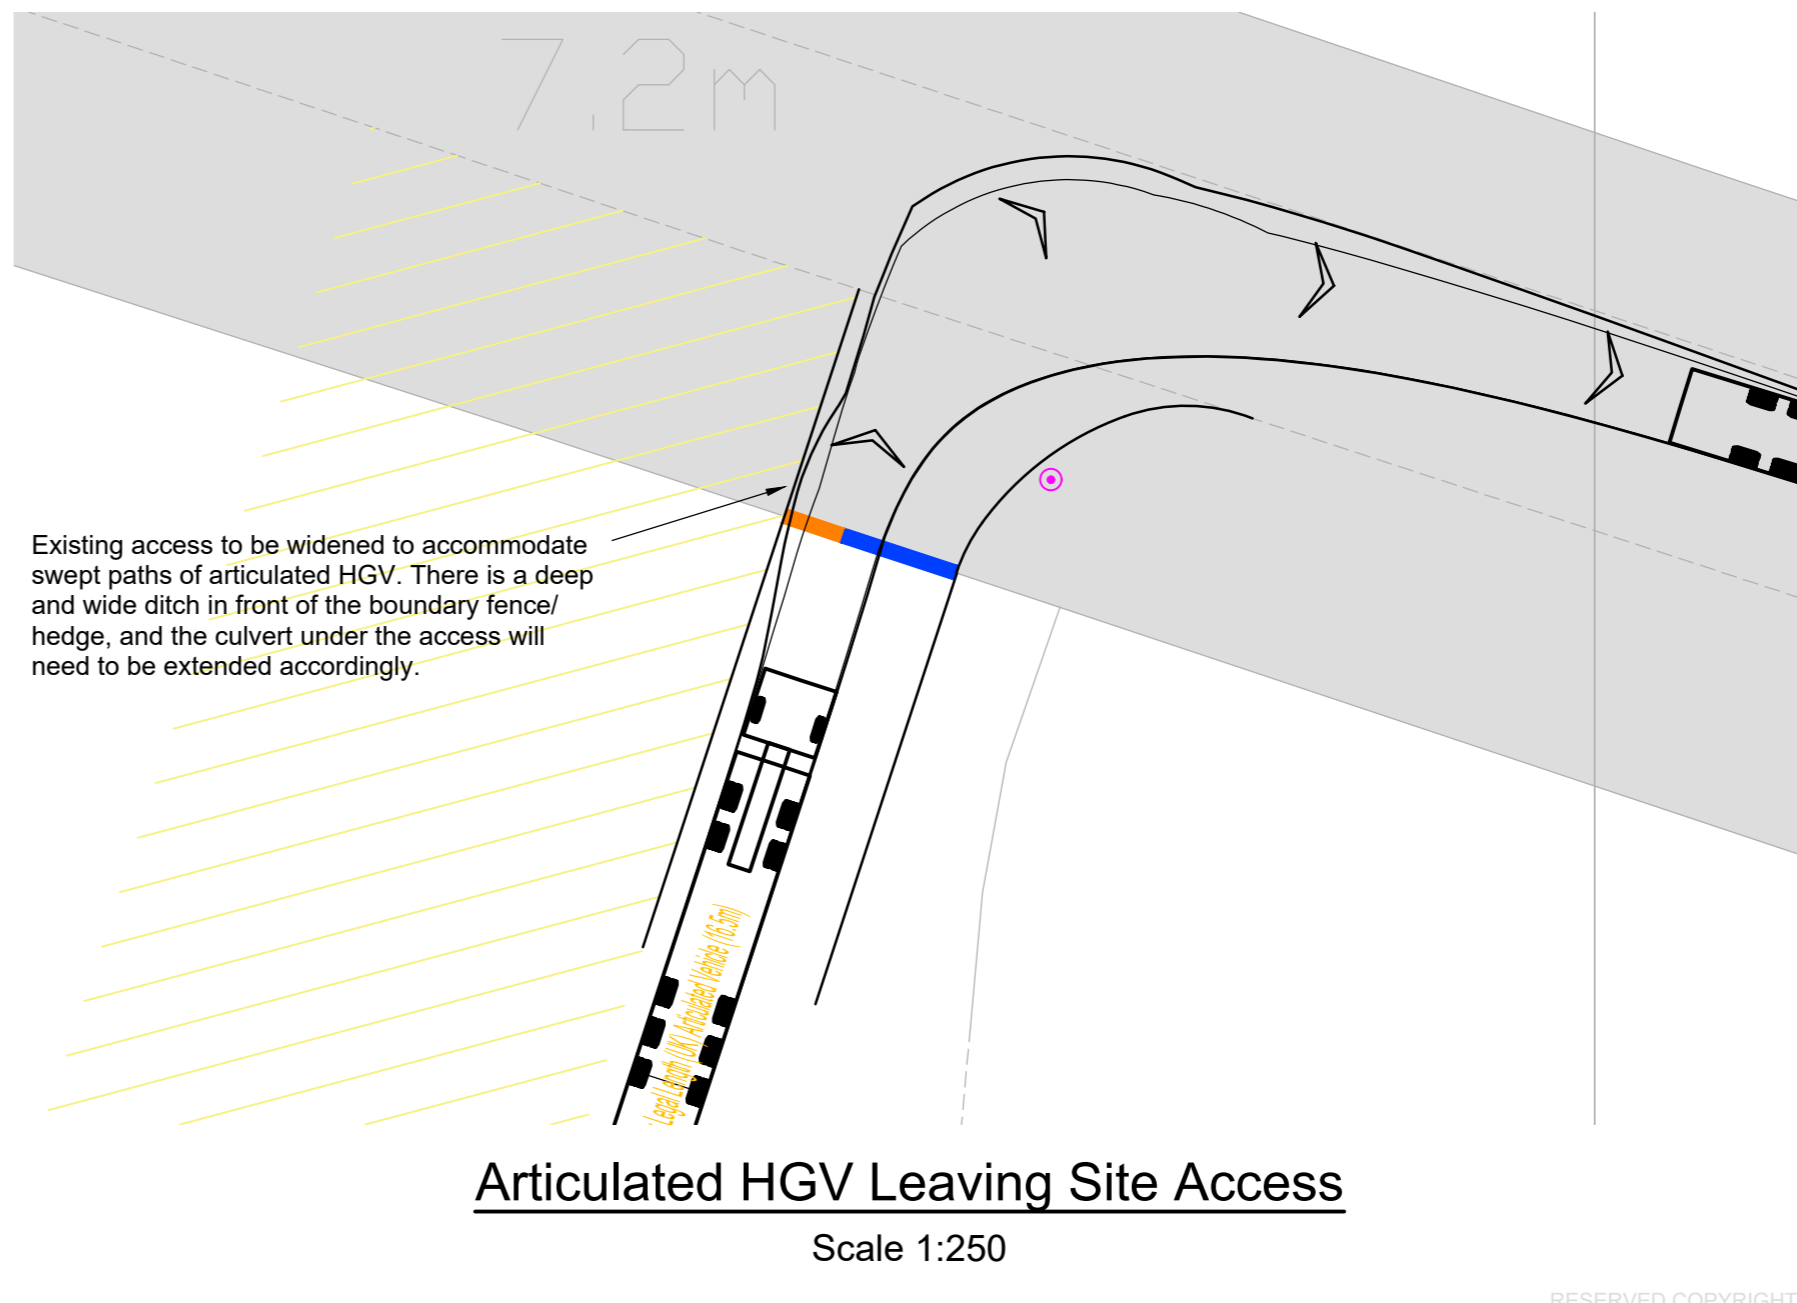 7.2m
Existing access to be widened to accommodate
swept paths of articulated HGV. There is a deep
and wide ditch in front of the boundary fence/
hedge, and the culvert under the access will
need to be extended accordingly.
Legal Length (UK) Articulated Vehicle (16.5m)
Articulated HGV Leaving Site Access
Scale 1:250
RESERVED COPYRIGHT